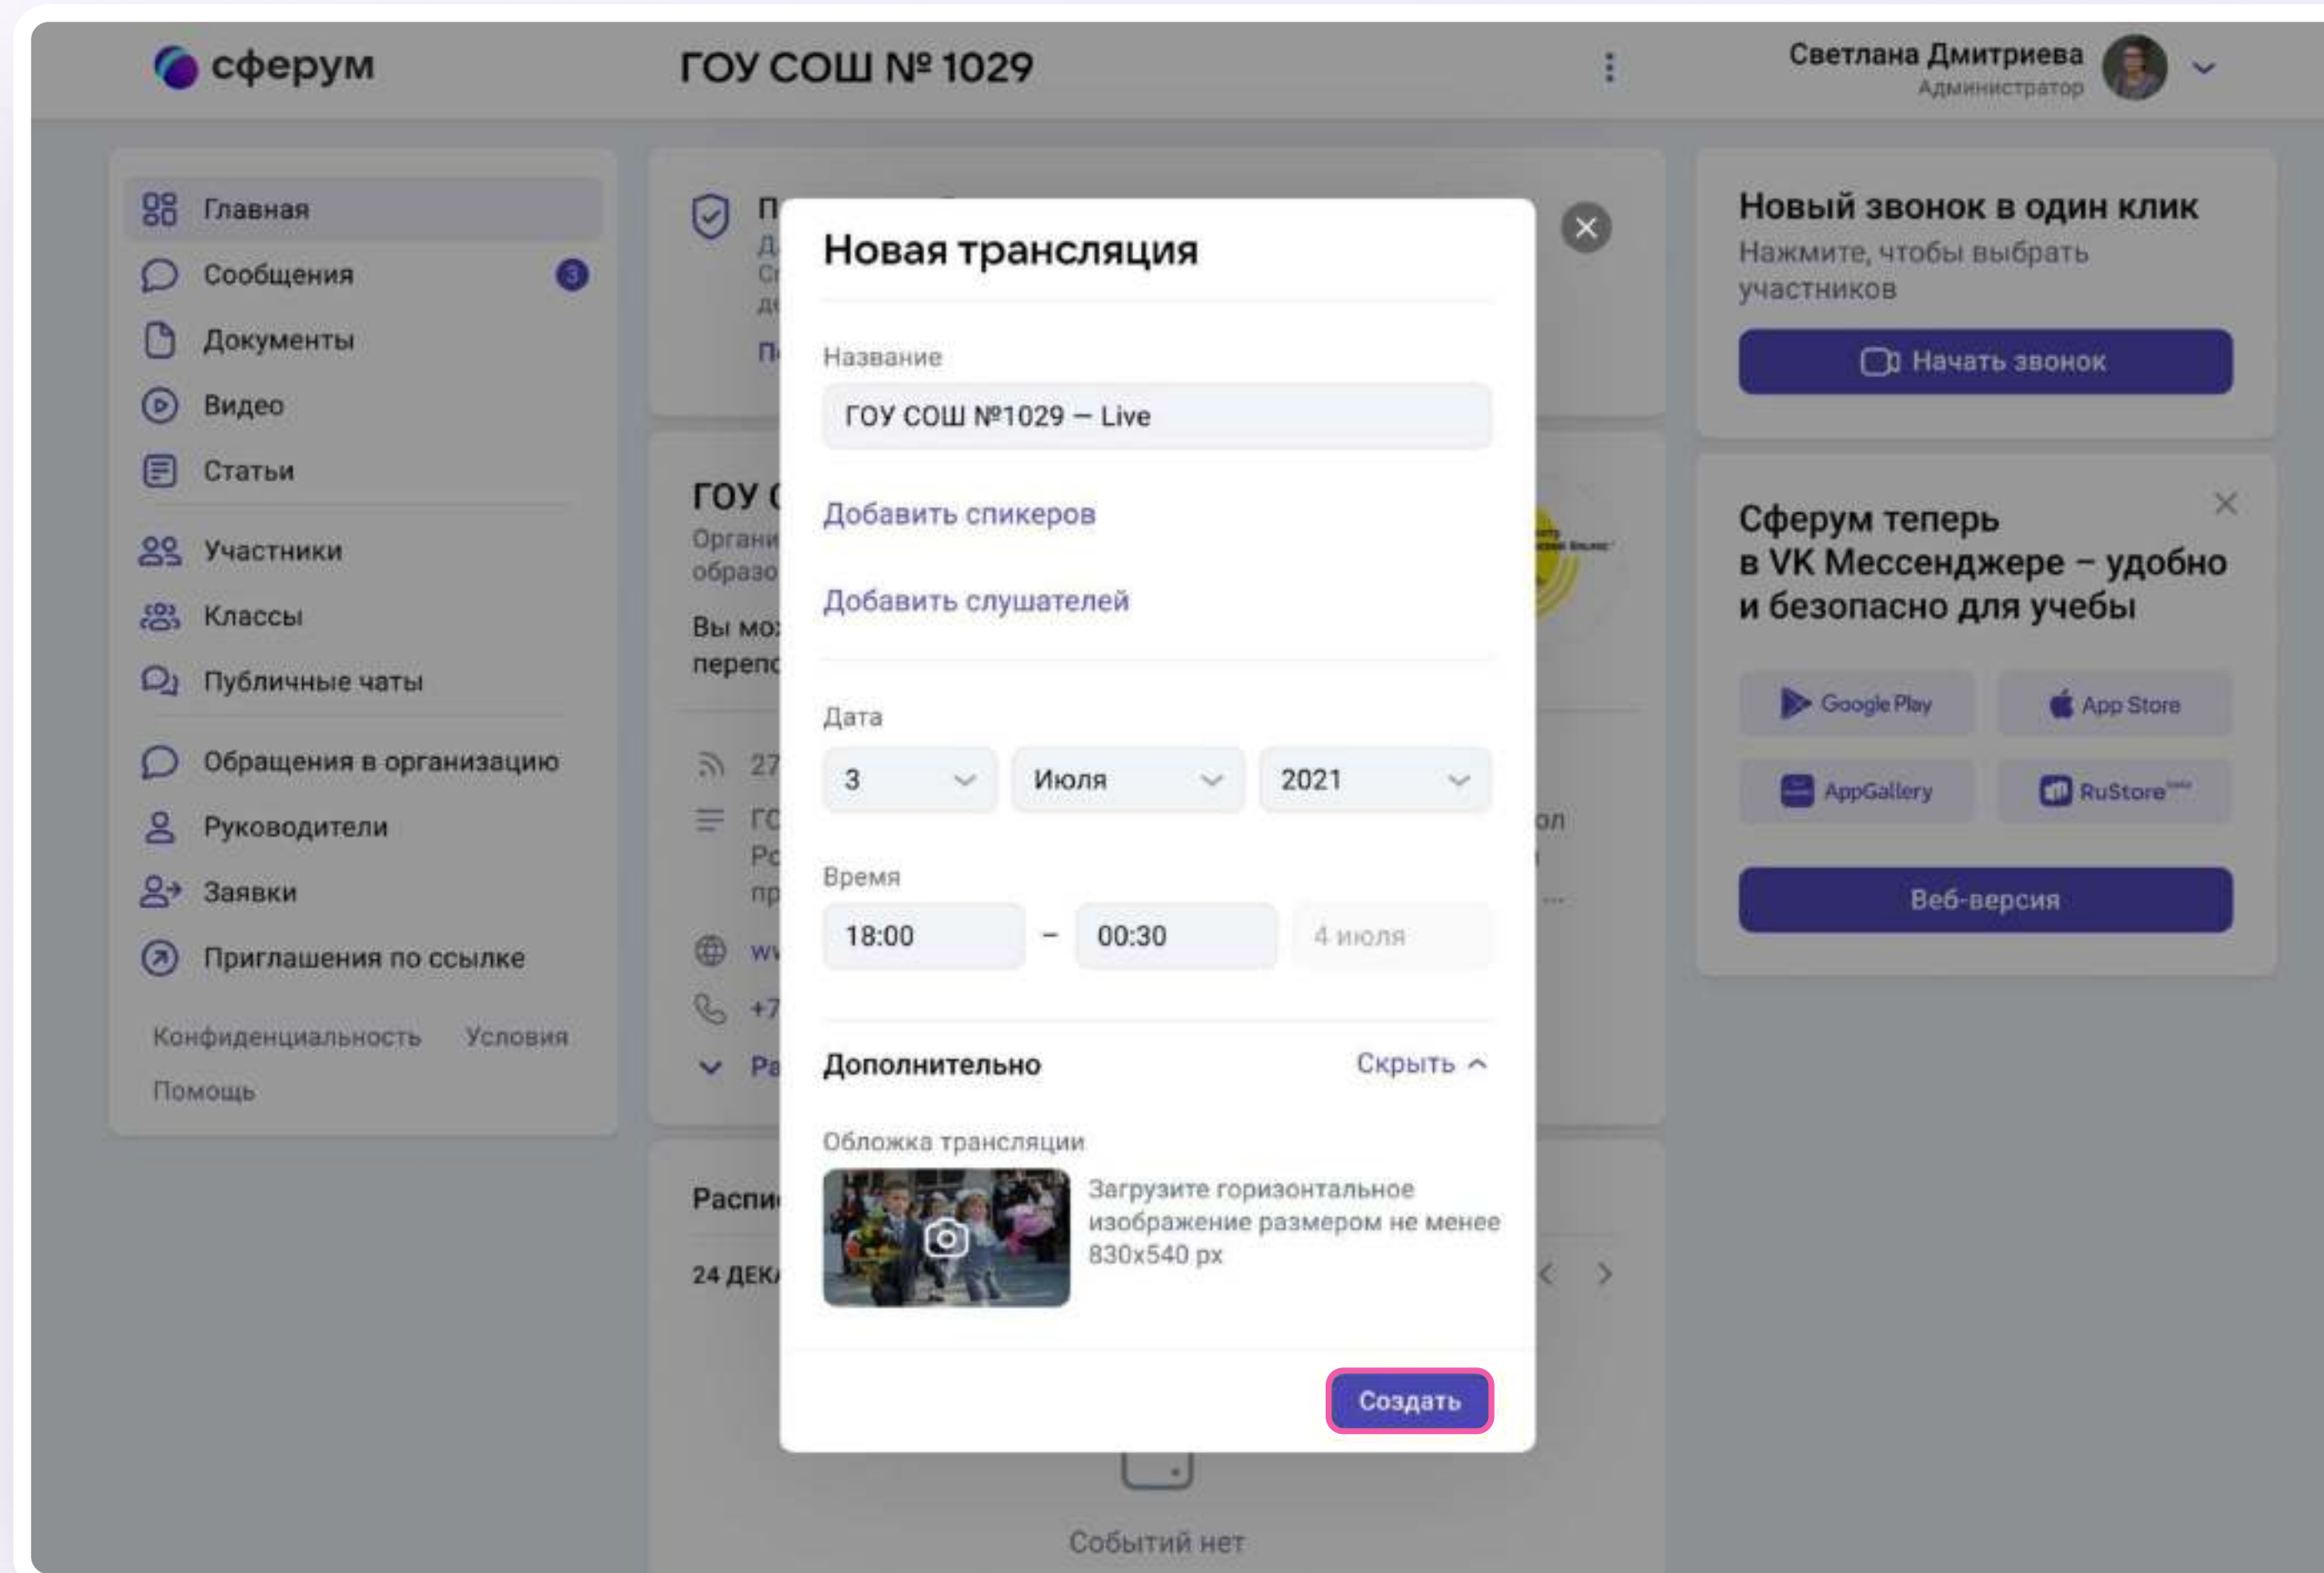 сферум
ГОУ СОШ № 1029
Светлана Дмитриева
Администратор
Главная
Сообщения
3
Документы
Видео
Статьи
Участники
Классы
Публичные чаты
Обращения в организацию
Руководители
Заявки
Приглашения по ссылке
Конфиденциальность Условия
Помощь
ГОУ
Органи
образо
Вы мо
перепо
27
+7
Распи
24 ДЕК
Событий нет
Новая трансляция
Название
ГОУ СОШ №1029 – Live
Добавить спикеров
Добавить слушателей
Дата
3 Июля 2021
Время
18:00 – 00:30 4 июля
Дополнительно Скрыть
Обложка трансляции
Загрузите горизонтальное
изображение размером не менее
830x540 px
Создать
Новый звонок в один клик
Нажмите, чтобы выбрать
участников
Начать звонок
Сферум теперь
в VK Мессенджере – удобно
и безопасно для учебы
Google Play App Store
AppGallery RuStore
Веб-версия